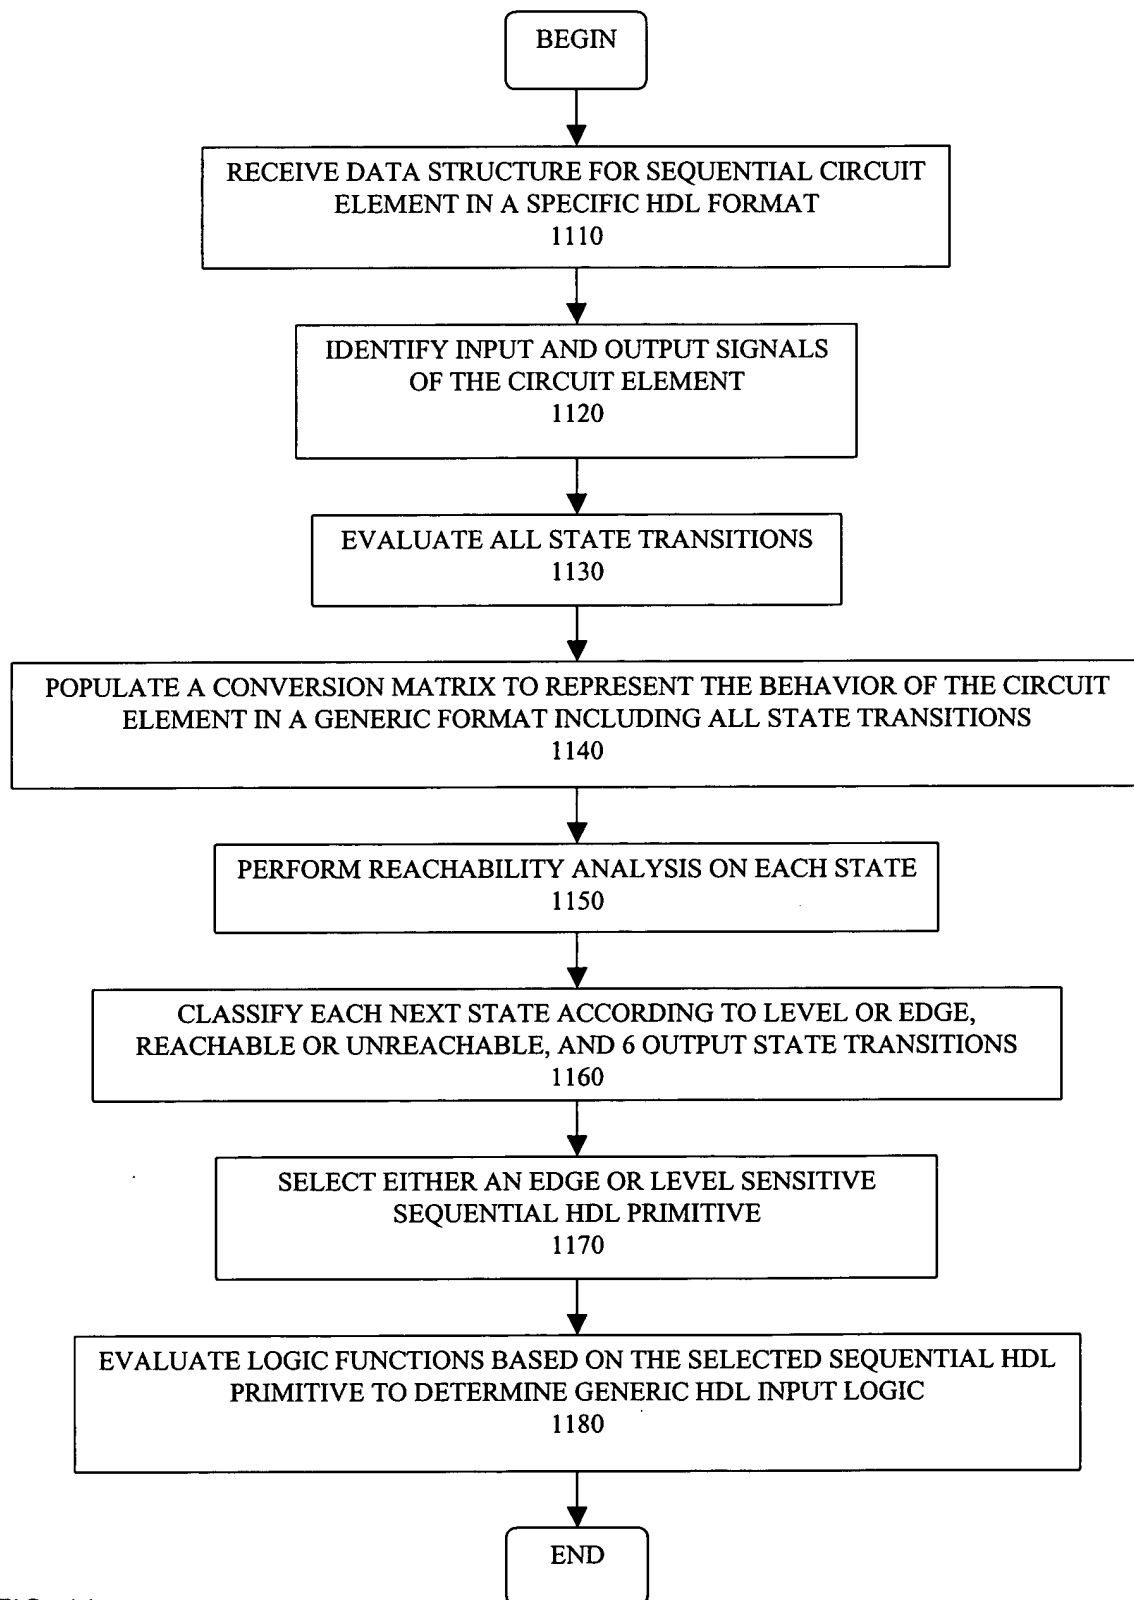 BEGIN
RECEIVE DATA STRUCTURE FOR SEQUENTIAL CIRCUIT
ELEMENT IN A SPECIFIC HDL FORMAT
1110
IDENTIFY INPUT AND OUTPUT SIGNALS
OF THE CIRCUIT ELEMENT
1120
EVALUATE ALL STATE TRANSITIONS
1130
POPULATE A CONVERSION MATRIX TO REPRESENT THE BEHAVIOR OF THE CIRCUIT
ELEMENT IN A GENERIC FORMAT INCLUDING ALL STATE TRANSITIONS
1140
PERFORM REACHABILITY ANALYSIS ON EACH STATE
1150
CLASSIFY EACH NEXT STATE ACCORDING TO LEVEL OR EDGE,
REACHABLE OR UNREACHABLE, AND 6 OUTPUT STATE TRANSITIONS
1160
SELECT EITHER AN EDGE OR LEVEL SENSITIVE
SEQUENTIAL HDL PRIMITIVE
1170
EVALUATE LOGIC FUNCTIONS BASED ON THE SELECTED SEQUENTIAL HDL
PRIMITIVE TO DETERMINE GENERIC HDL INPUT LOGIC
1180
END